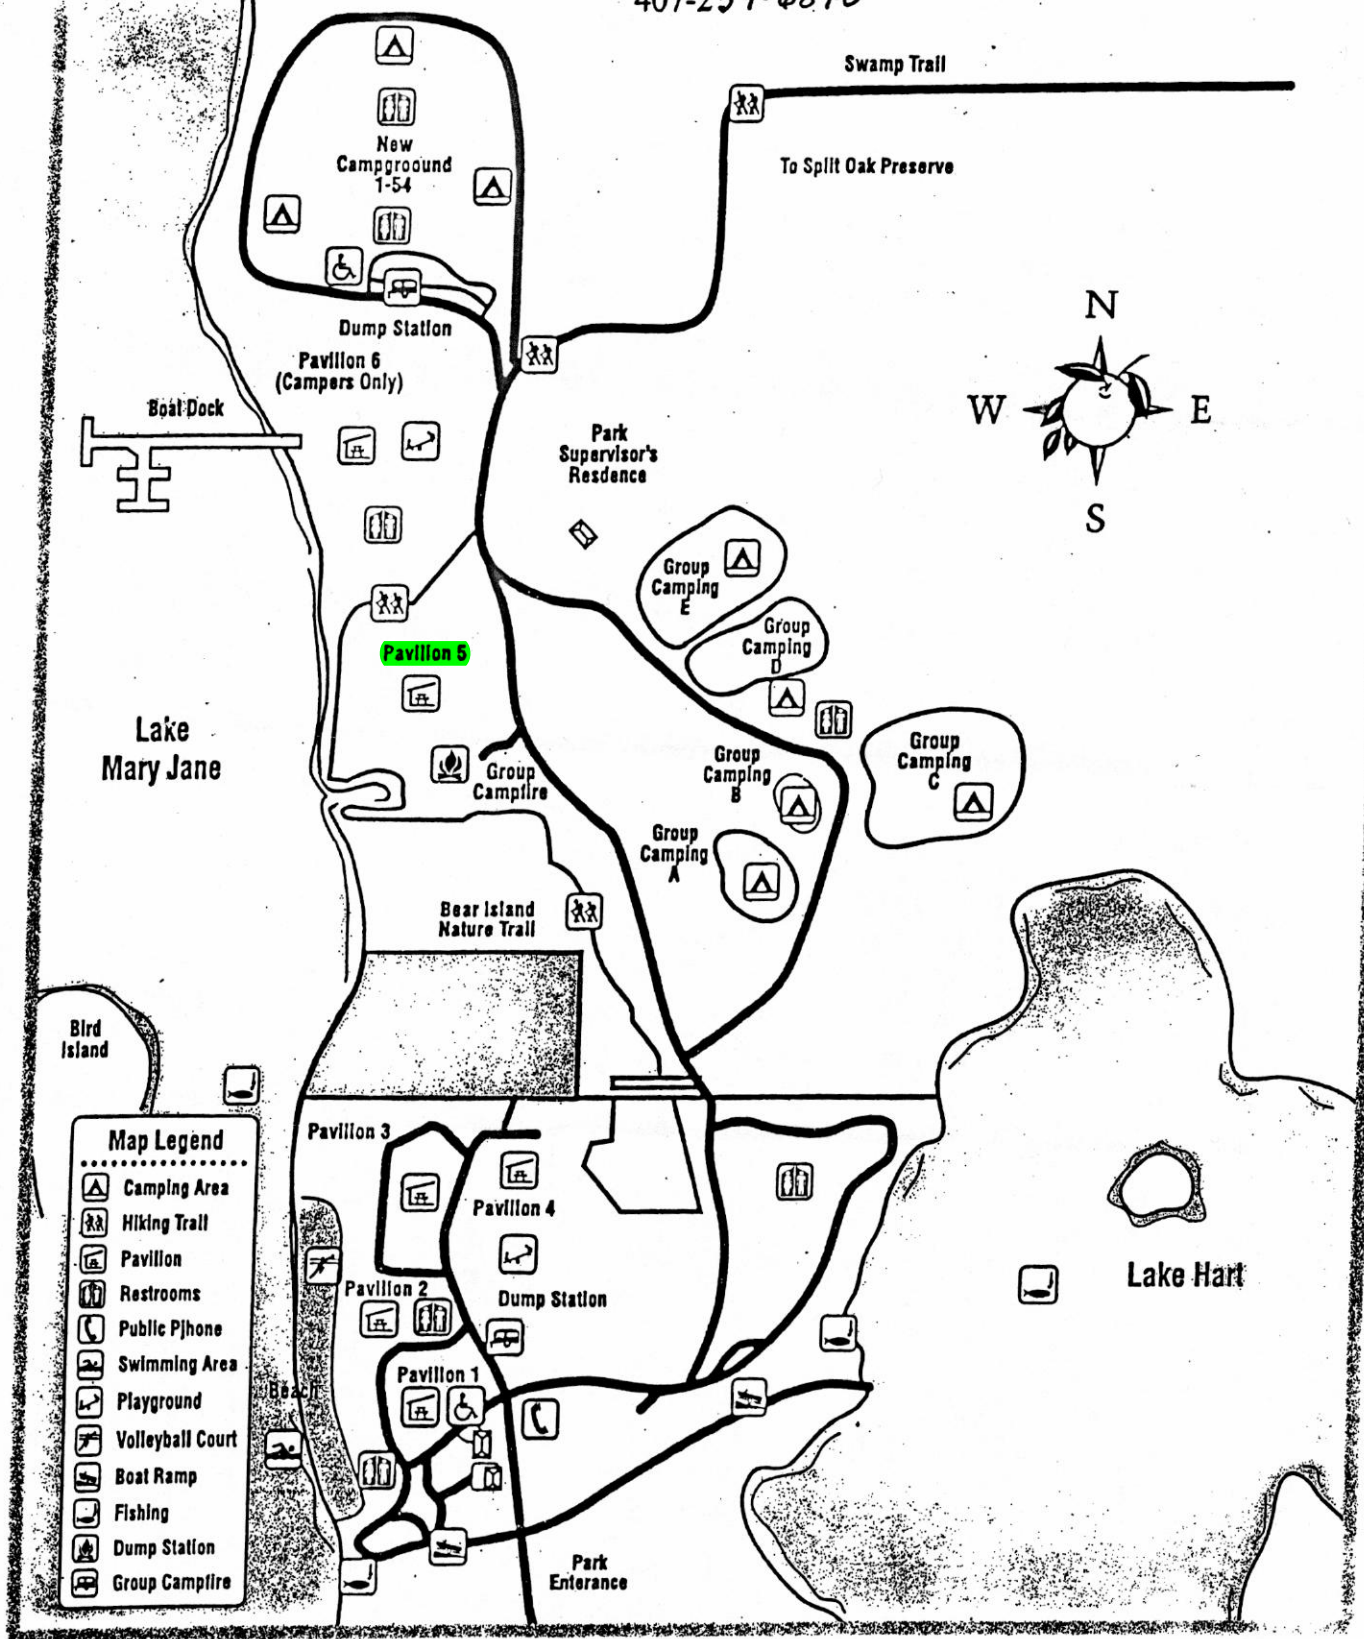 Swamp Trail
To Split Oak Preserve
New
Campgroound
1-54
Dump Station
Pavilion 6
(Campers Only)
Boat Dock
N
W
E
S
Park
Supervisor's
Resdence
Group
Camping
E
Group
Camping
D
Pavilion 5
Lake
Mary Jane
Group
Campfire
Group
Camping
B
Group
Camping
C
Group
Camping
A
Bear Island
Nature Trail
Bird
Island
Map Legend
Camping Area
Hiking Trail
Pavilion
Restrooms
Public Pjhone
Swimming Area
Playground
Volleyball Court
Boat Ramp
Fishing
Dump Station
Group Campfire
Pavilion 3
Pavilion 4
Pavilion 2
Dump Station
Pavilion 1
Beach
Lake Hart
Park
Enterance